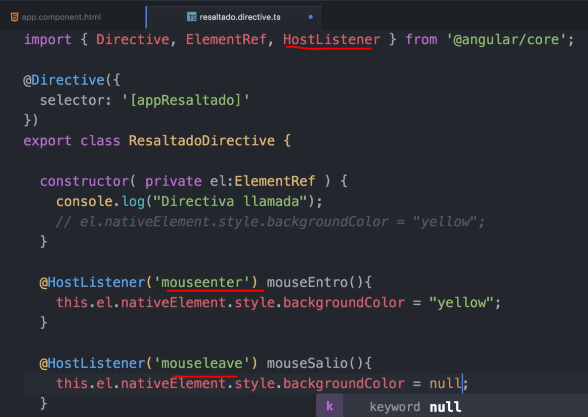 app.component.html
resaltado.directive.ts
import { Directive, ElementRef, HostListener } from '@angular/core';
@Directive({
selector: '[appResaltado]'
})
export class ResaltadoDirective {
constructor( private el:ElementRef ) {
console.log("Directiva llamada");
// el.nativeElement.style.backgroundColor = "yellow";
}
@HostListener('mouseenter') mouseEntro(){
this.el.nativeElement.style.backgroundColor = "yellow";
}
@HostListener('mouseleave') mouseSalio(){
this.el.nativeElement.style.backgroundColor = null;
}
k keyword null